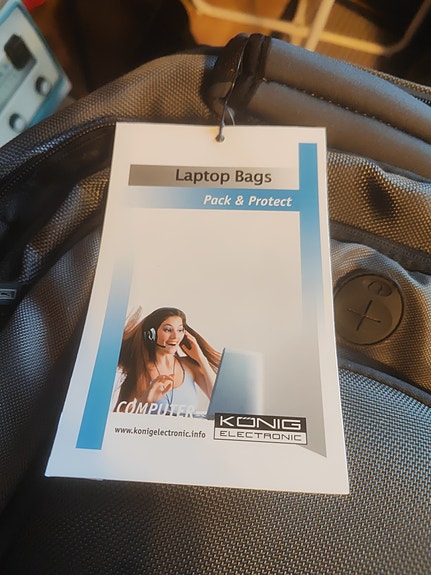 Laptop Bags
Pack & Protect
COMPUTER
KÖNIG
ELECTRONIC
www.konigelectronic.info